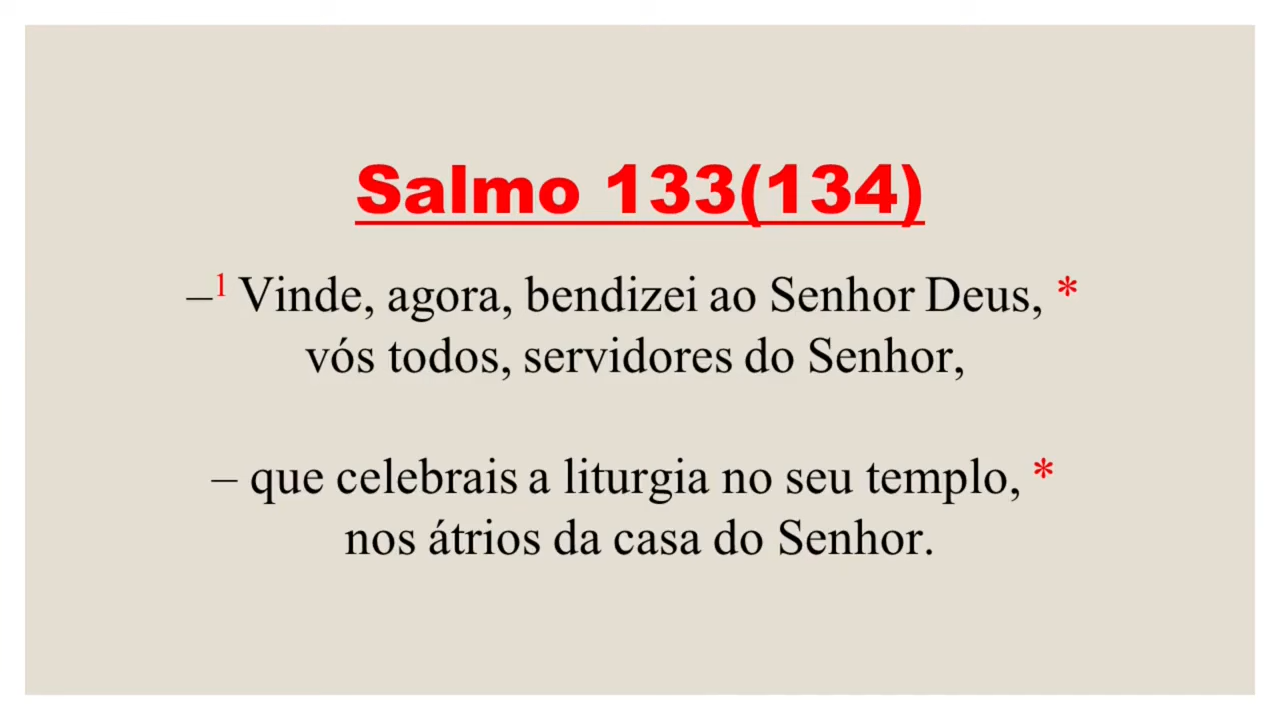 Salmo 133(134)
–¹ Vinde, agora, bendizei ao Senhor Deus, *
vós todos, servidores do Senhor,
– que celebrais a liturgia no seu templo, *
nos átrios da casa do Senhor.